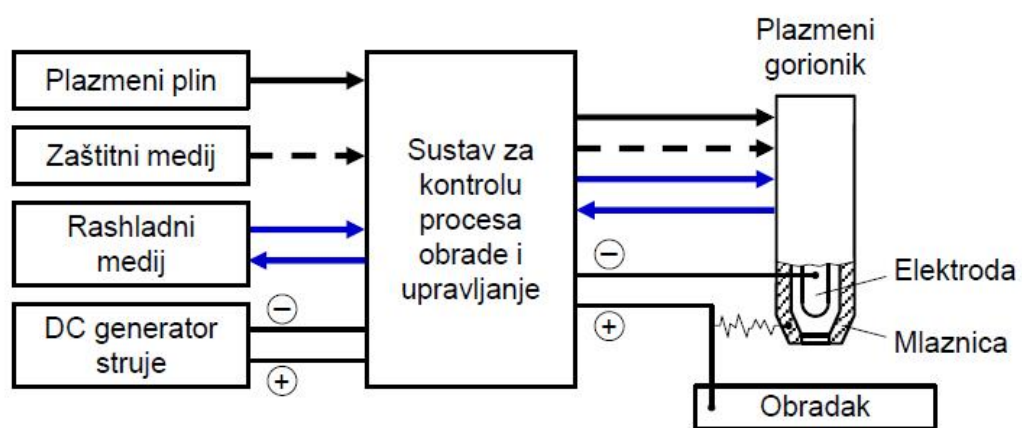 Plazmeni
gorionik
Plazmeni plin
Zaštitni medij
Rashladni
medij
DC generator
struje
−
+
Sustav za
kontrolu
procesa
obrade i
upravljanje
−
+
Elektroda
Mlaznica
Obradak